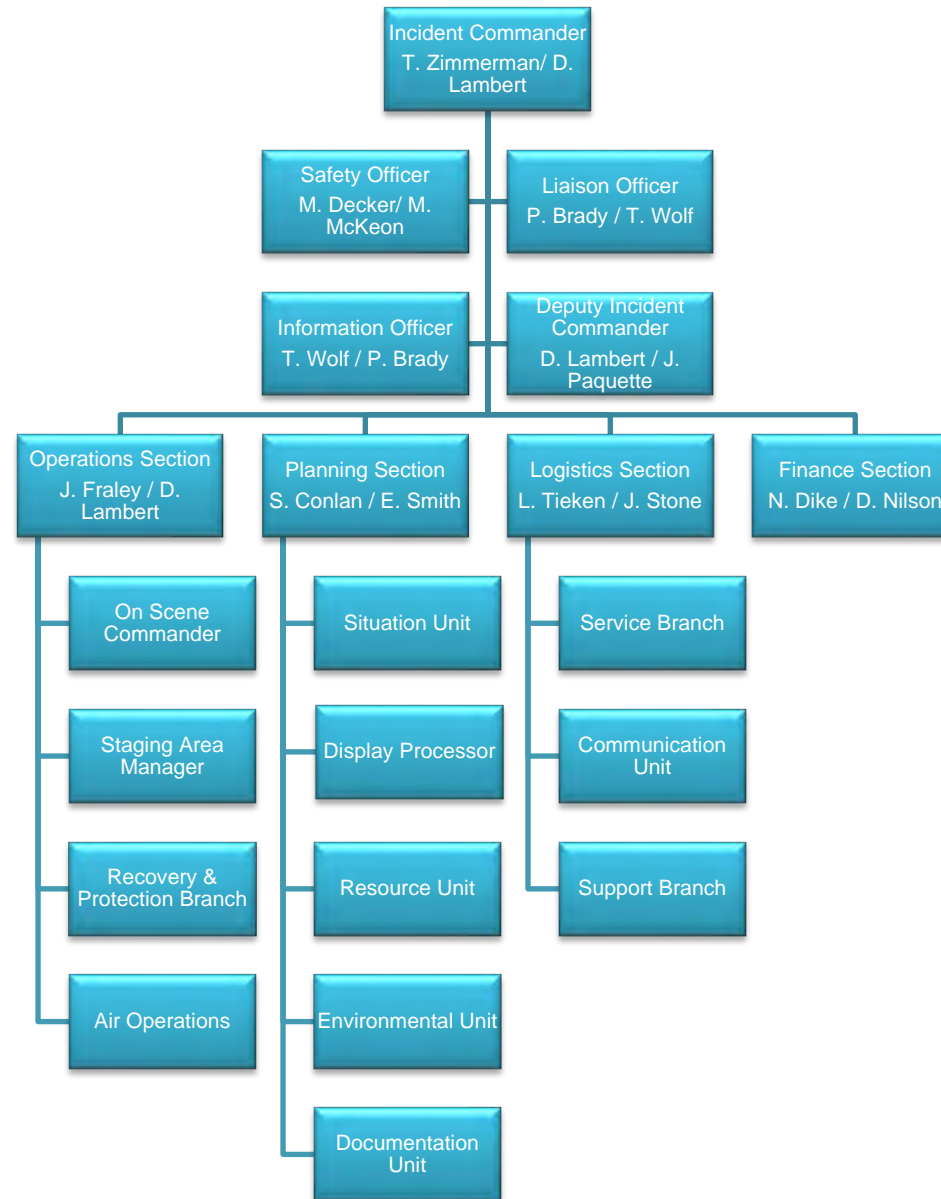 Incident Commander
T. Zimmerman/ D.
Lambert
Safety Officer
M. Decker/ M.
McKeon
Liaison Officer
P. Brady / T. Wolf
Information Officer
T. Wolf / P. Brady
Deputy Incident
Commander
D. Lambert / J.
Paquette
Operations Section
J. Fraley / D.
Lambert
Planning Section
S. Conlan / E. Smith
Logistics Section
L. Tieken / J. Stone
Finance Section
N. Dike / D. Nilson
On Scene
Commander
Staging Area
Manager
Recovery &
Protection Branch
Air Operations
Situation Unit
Display Processor
Resource Unit
Environmental Unit
Documentation
Unit
Service Branch
Communication
Unit
Support Branch